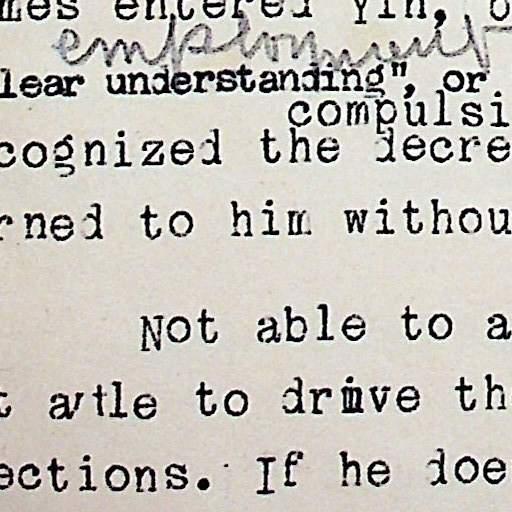 mes entered Yin,
employment
lear understanding", or
compulsi
cognized the decre
rned to him withou
Not able to a
able to drive th
ections. If he doe